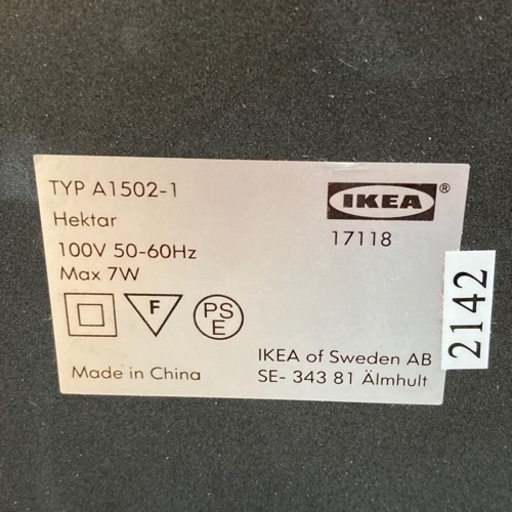 TYP A1502-1
Hektar
100V 50-60Hz
Max 7W
F
PS
E
Made in China
IKEA®
17118
IKEA of Sweden AB
SE- 343 81 Älmhult
2142